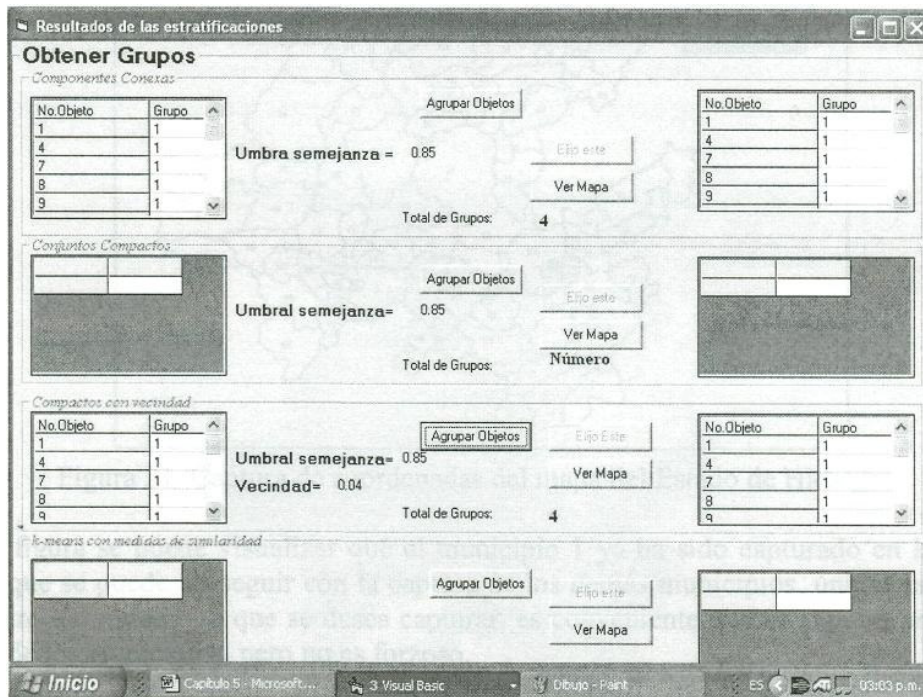 Resultados de las estratificaciones
Obtener Grupos
Componentes Conexas
No.Objeto Grupo
1 1
4 1
7 1
8 1
9 1
Agrupar Objetos
Umbra semejanza = 0.85
Elijo este
Ver Mapa
Total de Grupos: 4
No.Objeto Grupo
1 1
4 1
7 1
8 1
9 1
Conjuntos Compactos
Agrupar Objetos
Umbral semejanza= 0.85
Elijo este
Ver Mapa
Total de Grupos: Número
Compactos con vecindad
No.Objeto Grupo
1 1
4 1
7 1
8 1
9 1
Agrupar Objetos
Umbral semejanza= 0.85
Vecindad= 0.04
Elijo Este
Ver Mapa
Total de Grupos: 4
No.Objeto Grupo
1 1
4 1
7 1
8 1
9 1
k-means con medidas de similaridad
Agrupar Objetos
Elijo este
Ver Mapa
Inicio
Capitulo 5 - Microsoft...
3 Visual Basic
Dibujo - Paint
ES
03:03 p.m.